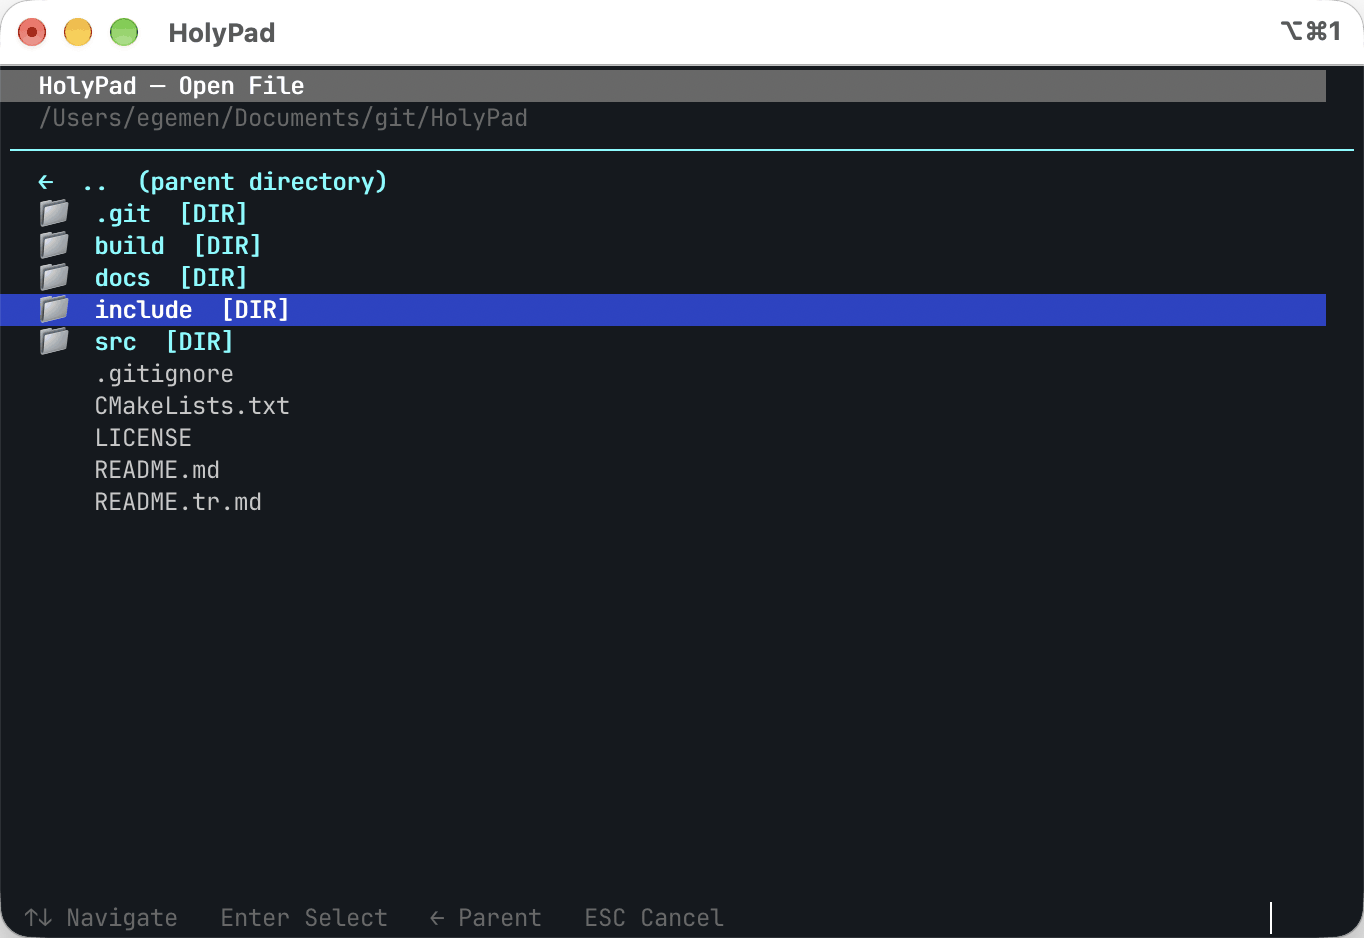 HolyPad ⌥⌘1
HolyPad — Open File
/Users/egemen/Documents/git/HolyPad
← .. (parent directory)
.git [DIR]
build [DIR]
docs [DIR]
include [DIR]
src [DIR]
.gitignore
CMakeLists.txt
LICENSE
README.md
README.tr.md
↑↓ Navigate Enter Select ← Parent ESC Cancel